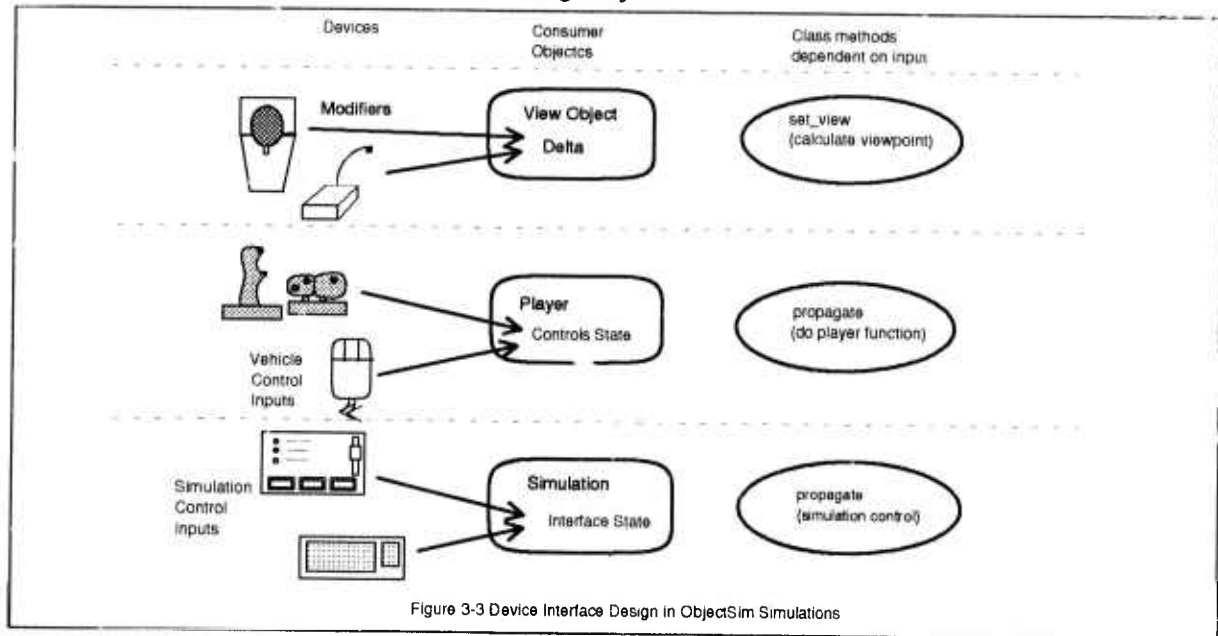 Devices
Consumer
Objectcs
Class methods
dependent on input
Modifiers
View Object
Delta
set_view
(calculate viewpoint)
Player
Controls State
propagate
(do player function)
Vehicle
Control
Inputs
Simulation
Control
Inputs
Simulation
Interface State
propagate
(simulation control)
Figure 3-3 Device Interface Design in ObjectSim Simulations